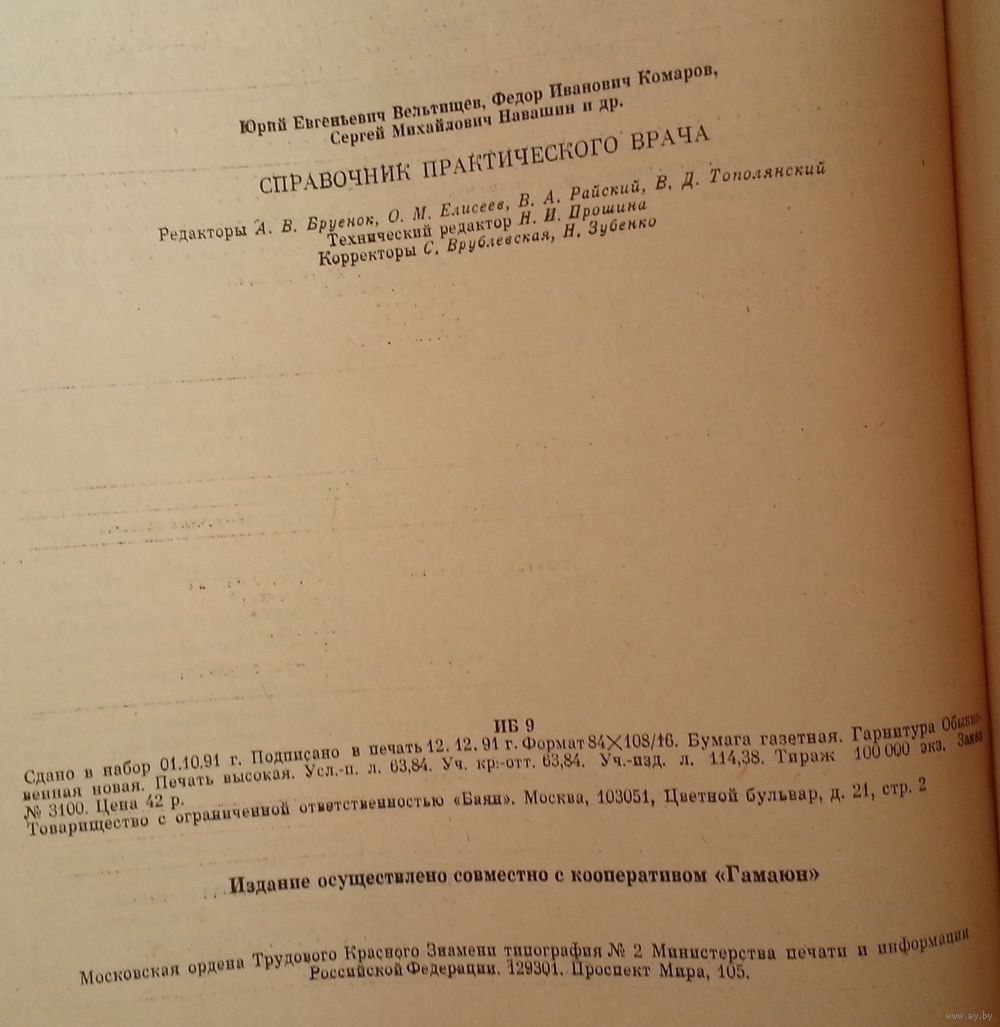 Юрий Евгеньевич Вельтищев, Федор Иванович Комаров,
Сергей Михайлович Навашин и др.
СПРАВОЧНИК ПРАКТИЧЕСКОГО ВРАЧА
Редакторы А. В. Бруенок, О. М. Елисеев, В. А. Райский, В. Д. Тополянский
Технический редактор Н. И. Прошина
Корректоры С. Врублевская, Н. Зубенко
ИБ 9
Сдано в набор 01.10.91 г. Подписано в печать 12. 12. 91 г. Формат 84×108/16. Бумага газетная. Гарнитура Обыкно-
венная новая. Печать высокая. Усл.-п. л. 63,84. Уч. кр.-отт. 63,84. Уч.-изд. л. 114,38. Тираж 100 000 экз. Заказ
№ 3100. Цена 42 р.
Товарищество с ограниченной ответственностью «Баян». Москва, 103051, Цветной бульвар, д. 21, стр. 2
Издание осуществлено совместно с кооперативом «Гамаюн»
Московская ордена Трудового Красного Знамени типография № 2 Министерства печати и информации
Российской Федерации. 129301. Проспект Мира, 105.
www.ay.by